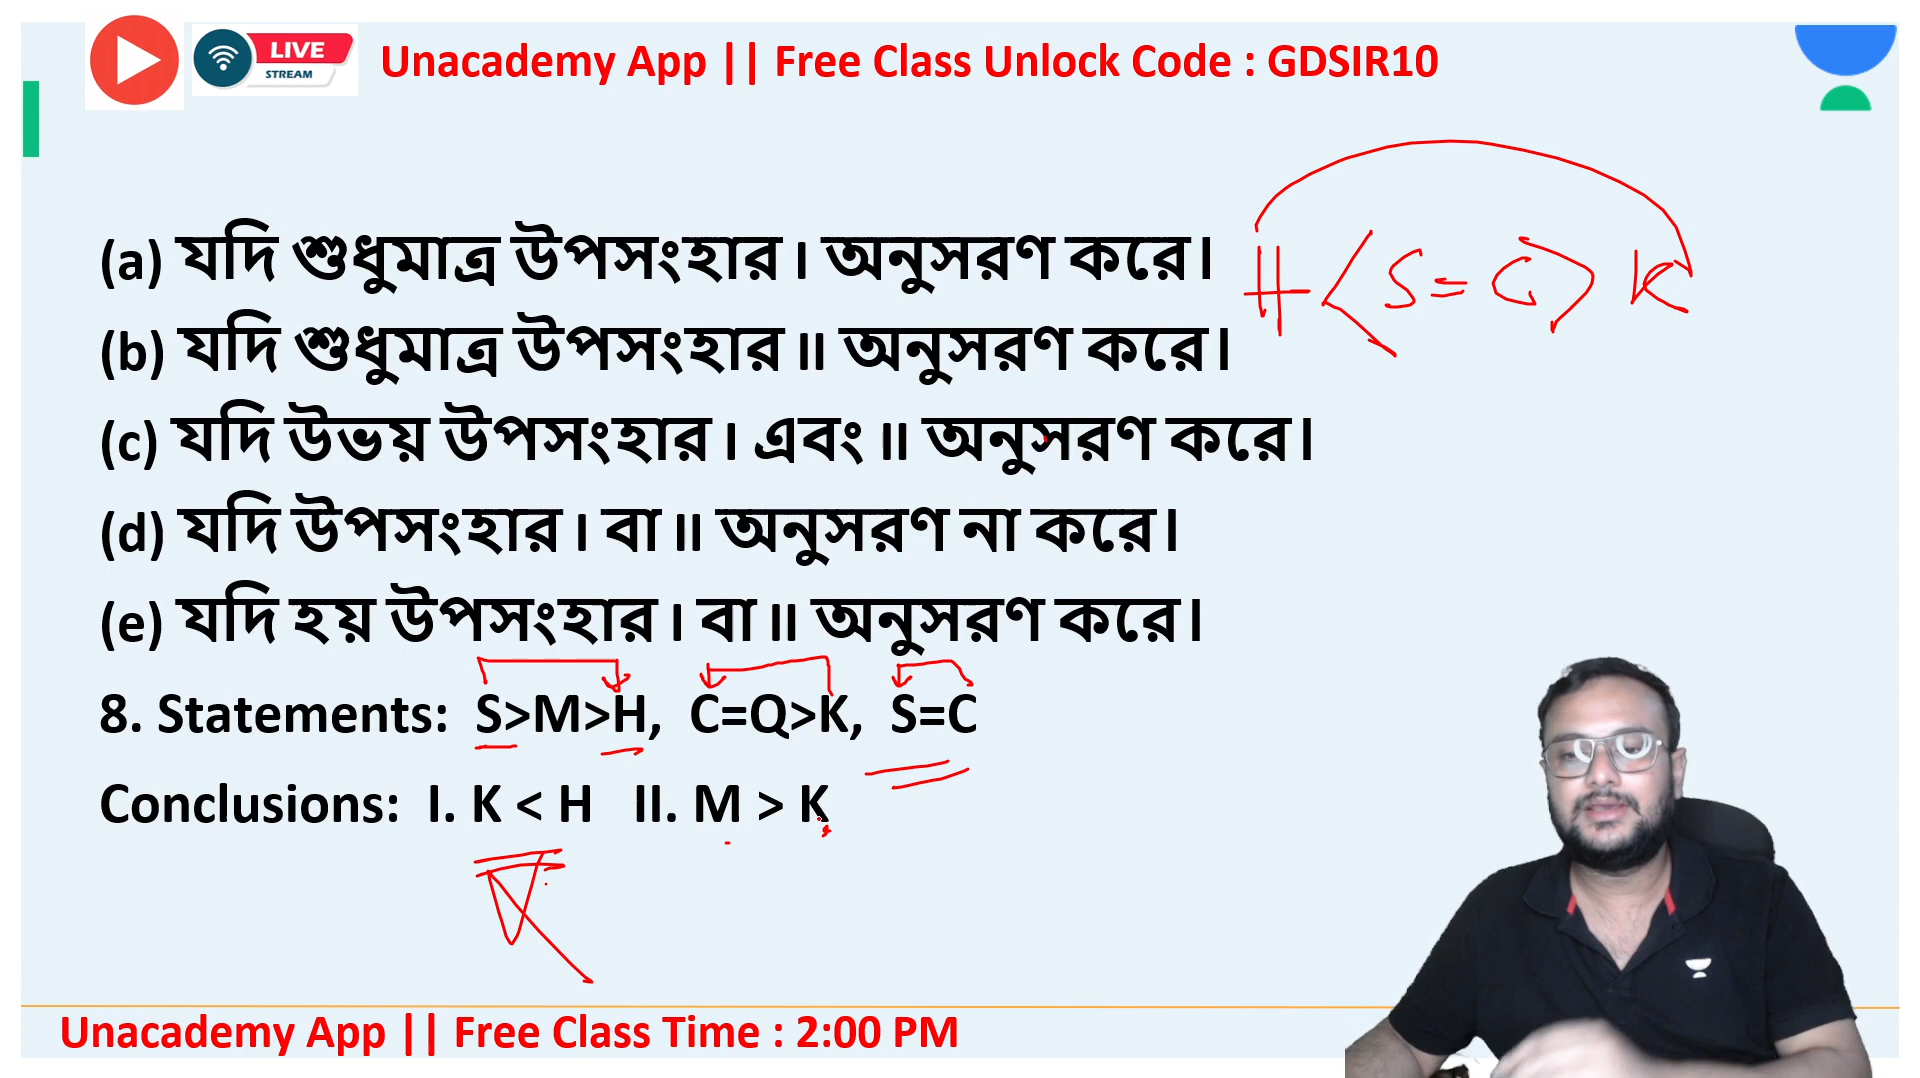 LIVE
STREAM
Unacademy App || Free Class Unlock Code : GDSIR10
(a) যদি শুধুমাত্র উপসংহার। অনুসরণ করে।
H < S = C > K
(b) যদি শুধুমাত্র উপসংহার॥ অনুসরণ করে।
(c) যদি উভয় উপসংহার। এবং॥ অনুসরণ করে।
(d) যদি উপসংহার। বা॥ অনুসরণ না করে।
(e) যদি হয় উপসংহার। বা॥ অনুসরণ করে।
8. Statements: S>M>H, C=Q>K, S=C
Conclusions: I. K < H II. M > K
Unacademy App || Free Class Time : 2:00 PM